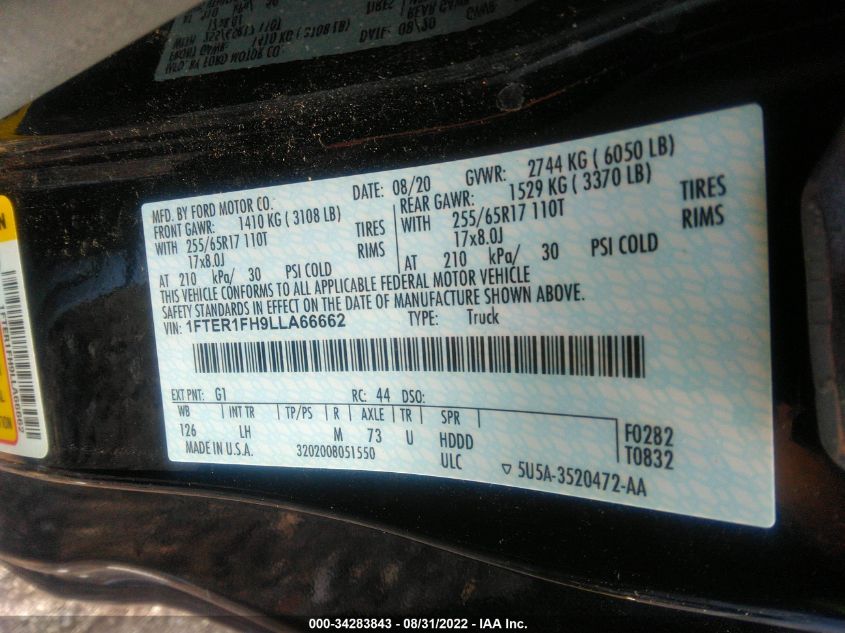 MFD. BY FORD MOTOR CO.
DATE: 08/20 GVWR: 2744 KG ( 6050 LB)
FRONT GAWR: 1410 KG ( 3108 LB) REAR GAWR: 1529 KG ( 3370 LB)
WITH 255/65R17 110T TIRES WITH 255/65R17 110T TIRES
17x8.0J RIMS 17x8.0J RIMS
AT 210 kPa/ 30 PSI COLD AT 210 kPa/ 30 PSI COLD
THIS VEHICLE CONFORMS TO ALL APPLICABLE FEDERAL MOTOR VEHICLE
SAFETY STANDARDS IN EFFECT ON THE DATE OF MANUFACTURE SHOWN ABOVE.
VIN: 1FTER1FH9LLA66662 TYPE: Truck
EXT PNT: G1 RC: 44 DSO:
WB INT TR TP/PS R AXLE TR SPR
126 LH M 73 U HDDD F0282
MADE IN U.S.A. 3202008051550 ULC T0832
5U5A-3520472-AA
1FTER1FH9LLA66662
000-34283843 - 08/31/2022 - IAA Inc.